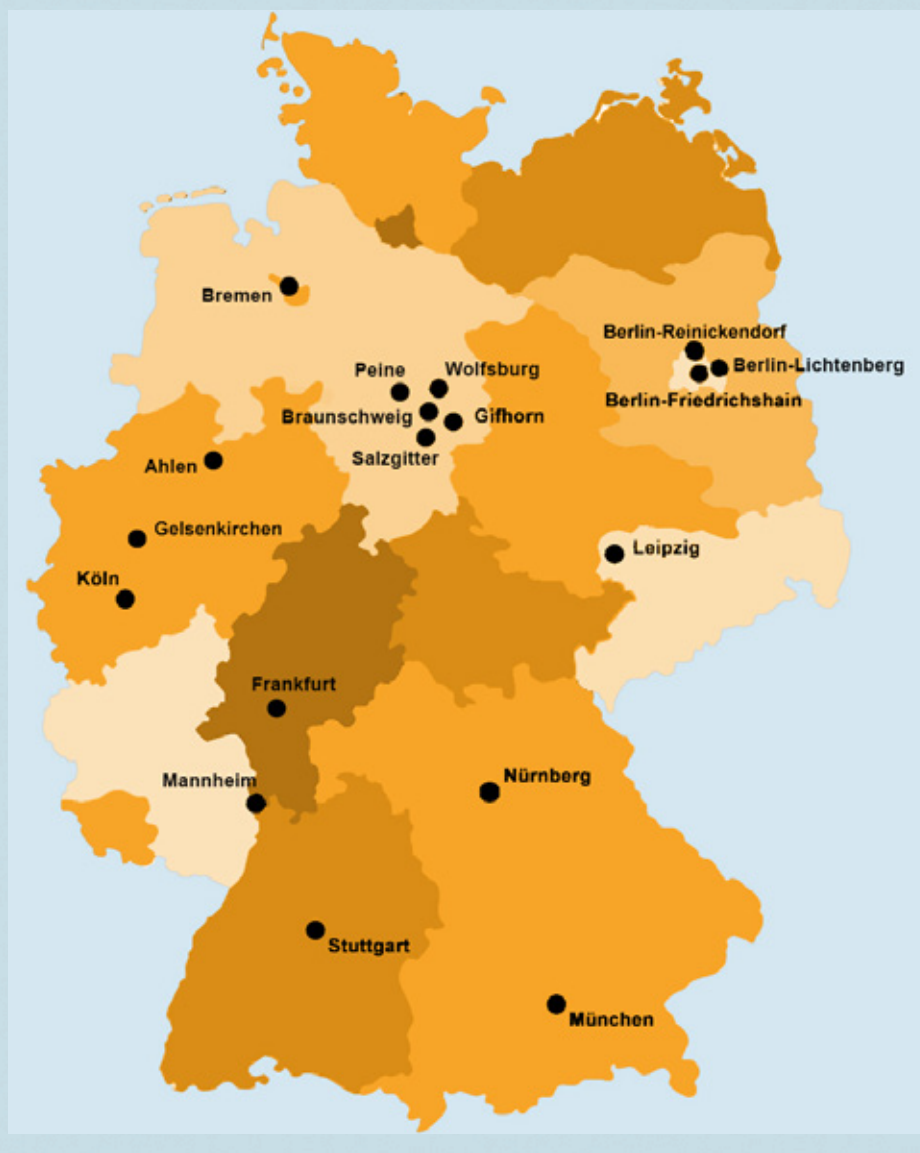 Bremen
Berlin-Reinickendorf
Berlin-Lichtenberg
Peine
Wolfsburg
Berlin-Friedrichshain
Braunschweig
Gifhorn
Salzgitter
Ahlen
Gelsenkirchen
Leipzig
Köln
Frankfurt
Mannheim
Nürnberg
Stuttgart
München